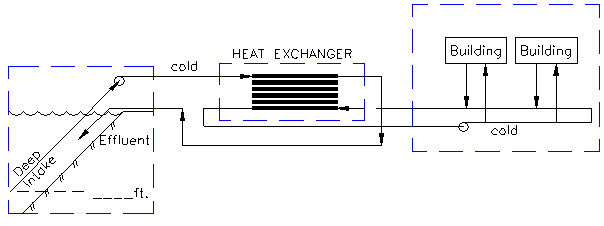 HEAT EXCHANGER
cold
Building
Building
cold
Effluent
Deep
intake
____ft.